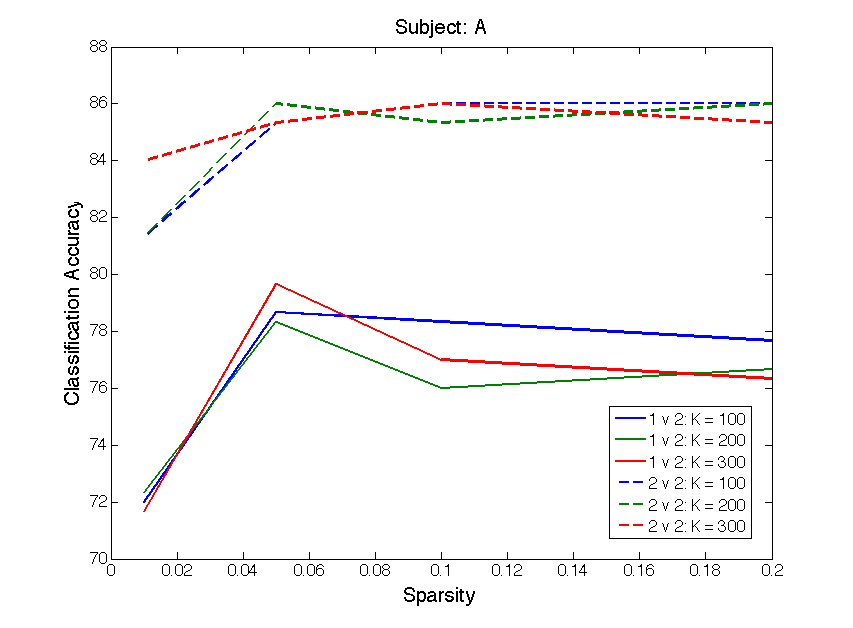 Subject: A
Classification Accuracy
88
86
84
82
80
78
76
74
72
70
0
0.02
0.04
0.06
0.08
0.1
0.12
0.14
0.16
0.18
0.2
Sparsity
1 v 2: K = 100
1 v 2: K = 200
1 v 2: K = 300
2 v 2: K = 100
2 v 2: K = 200
2 v 2: K = 300